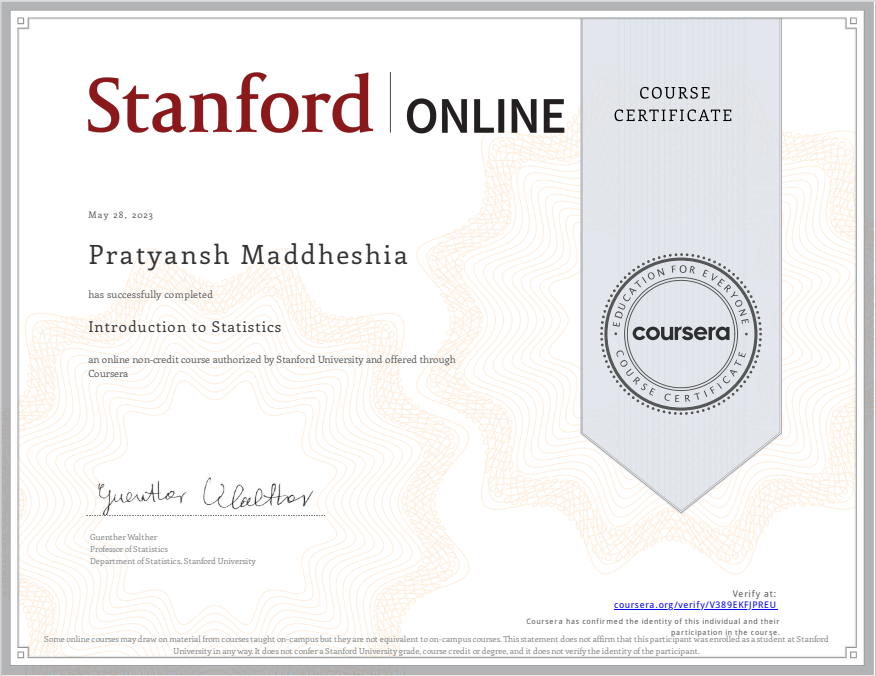 Stanford ONLINE
COURSE
CERTIFICATE
May 28, 2023
Pratyansh Maddheshia
has successfully completed
Introduction to Statistics
an online non-credit course authorized by Stanford University and offered through
Coursera
EDUCATION FOR EVERYONE
coursera
COURSE CERTIFICATE
Guenther Walther
Guenther Walther
Professor of Statistics
Department of Statistics, Stanford University
Verify at:
coursera.org/verify/V389EKFJPREU
Coursera has confirmed the identity of this individual and their
participation in the course.
Some online courses may draw on material from courses taught on-campus but they are not equivalent to on-campus courses. This statement does not affirm that this participant was enrolled as a student at Stanford
University in any way. It does not confer a Stanford University grade, course credit or degree, and it does not verify the identity of the participant.